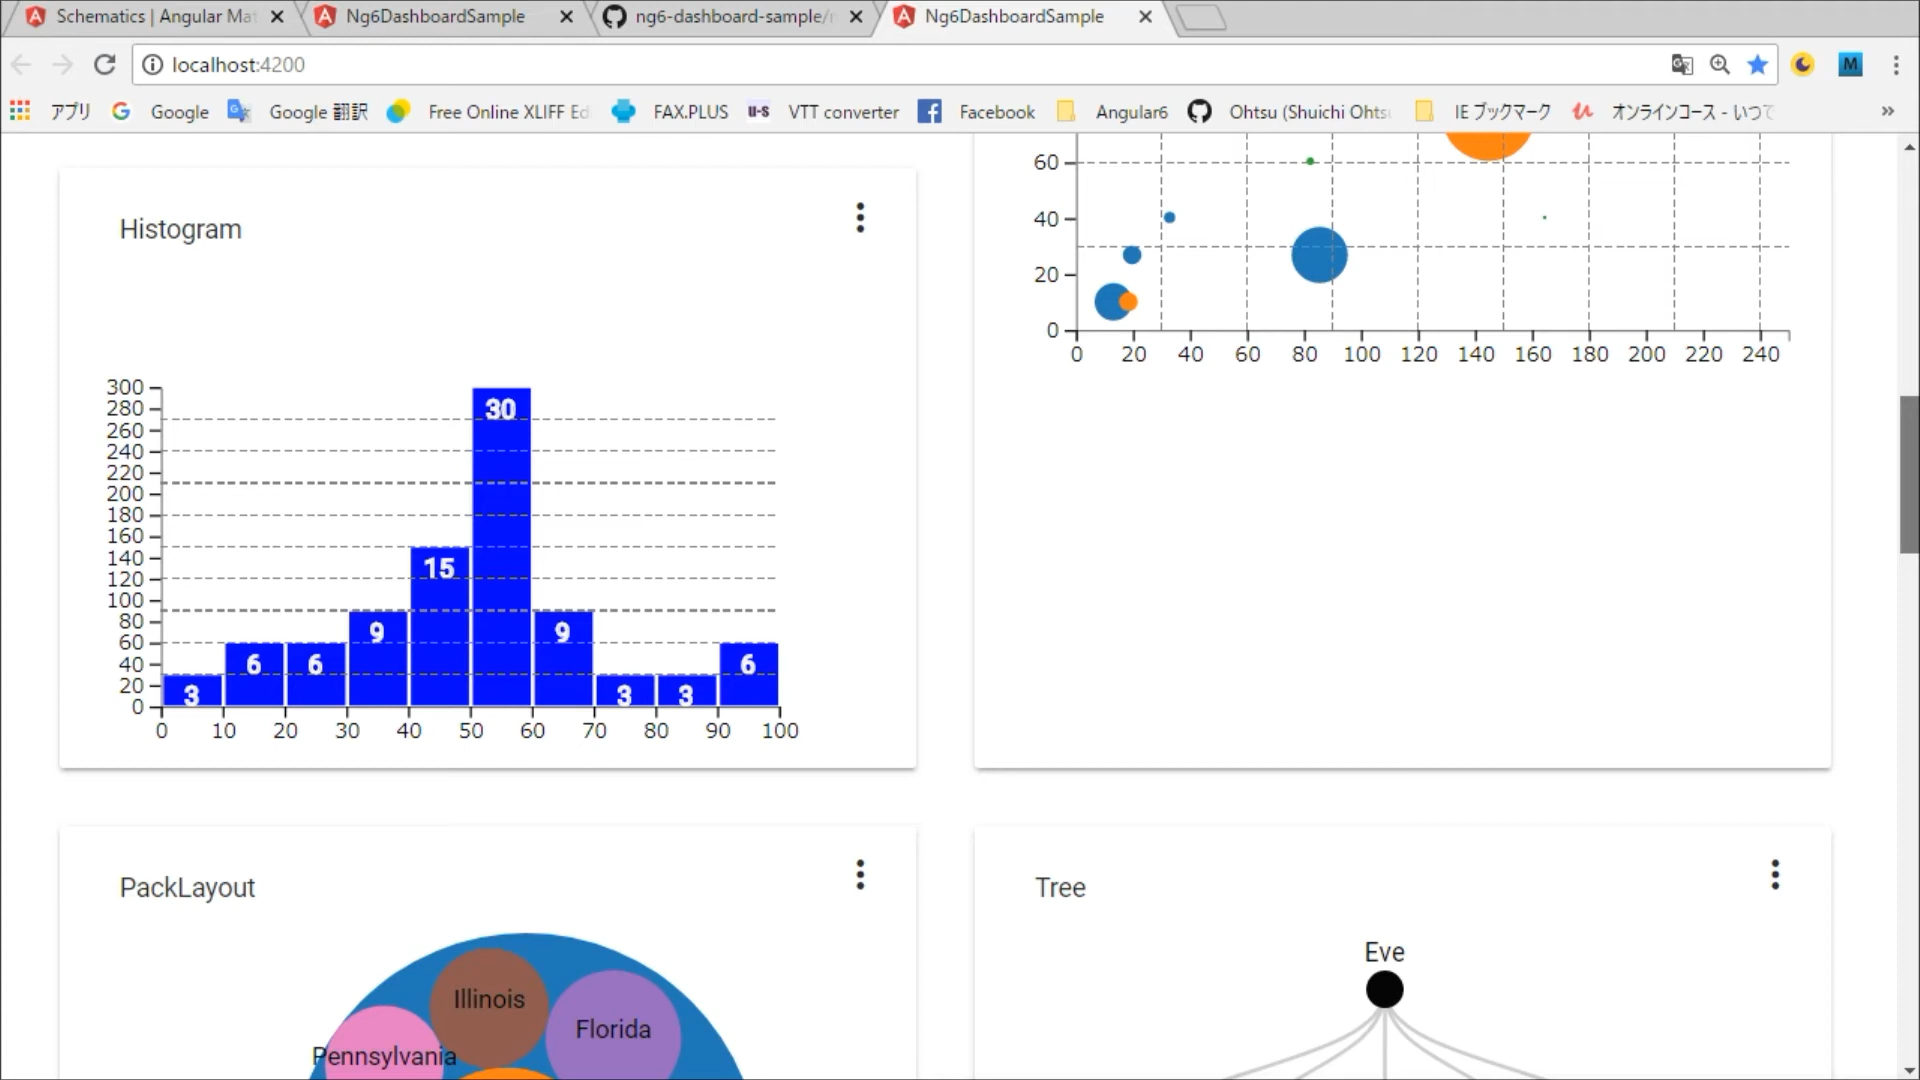 Schematics | Angular Mat
Ng6DashboardSample
ng6-dashboard-sample/
Ng6DashboardSample
localhost:4200
M
アプリ
Google
Google 翻訳
Free Online XLIFF Ed
FAX.PLUS
U-S
VTT converter
Facebook
Angular6
Ohtsu (Shuichi Ohts
IE ブックマーク
オンラインコース - いつで
»
Histogram
300
280
260
240
220
200
180
160
140
120
100
80
60
40
20
0
3
6
6
9
15
30
9
3
3
6
0 10 20 30 40 50 60 70 80 90 100
60
40
20
0
0 20 40 60 80 100 120 140 160 180 200 220 240
PackLayout
Illinois
Florida
Pennsylvania
Tree
Eve